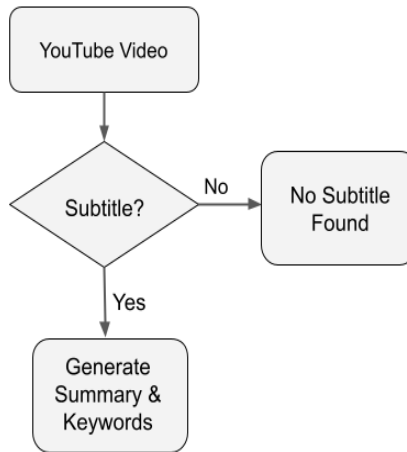 YouTube Video
Subtitle?
No
No Subtitle
Found
Yes
Generate
Summary &
Keywords